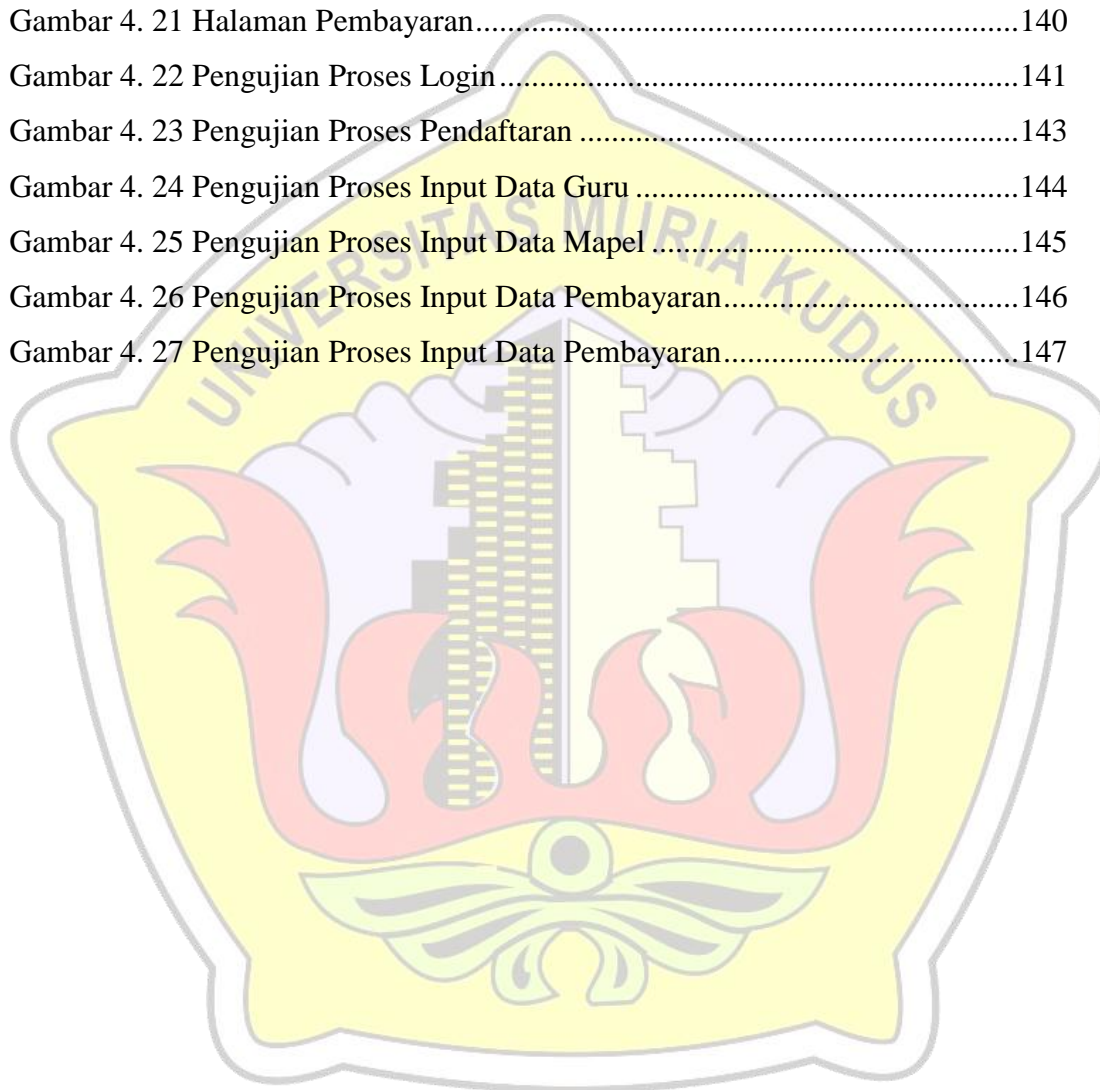 Gambar 4. 21 Halaman Pembayaran..........................................................................140
Gambar 4. 22 Pengujian Proses Login.......................................................................141
Gambar 4. 23 Pengujian Proses Pendaftaran ............................................................143
Gambar 4. 24 Pengujian Proses Input Data Guru .....................................................144
Gambar 4. 25 Pengujian Proses Input Data Mapel ...................................................145
Gambar 4. 26 Pengujian Proses Input Data Pembayaran..........................................146
Gambar 4. 27 Pengujian Proses Input Data Pembayaran..........................................147
UNIVERSITAS MURIA KUDUS